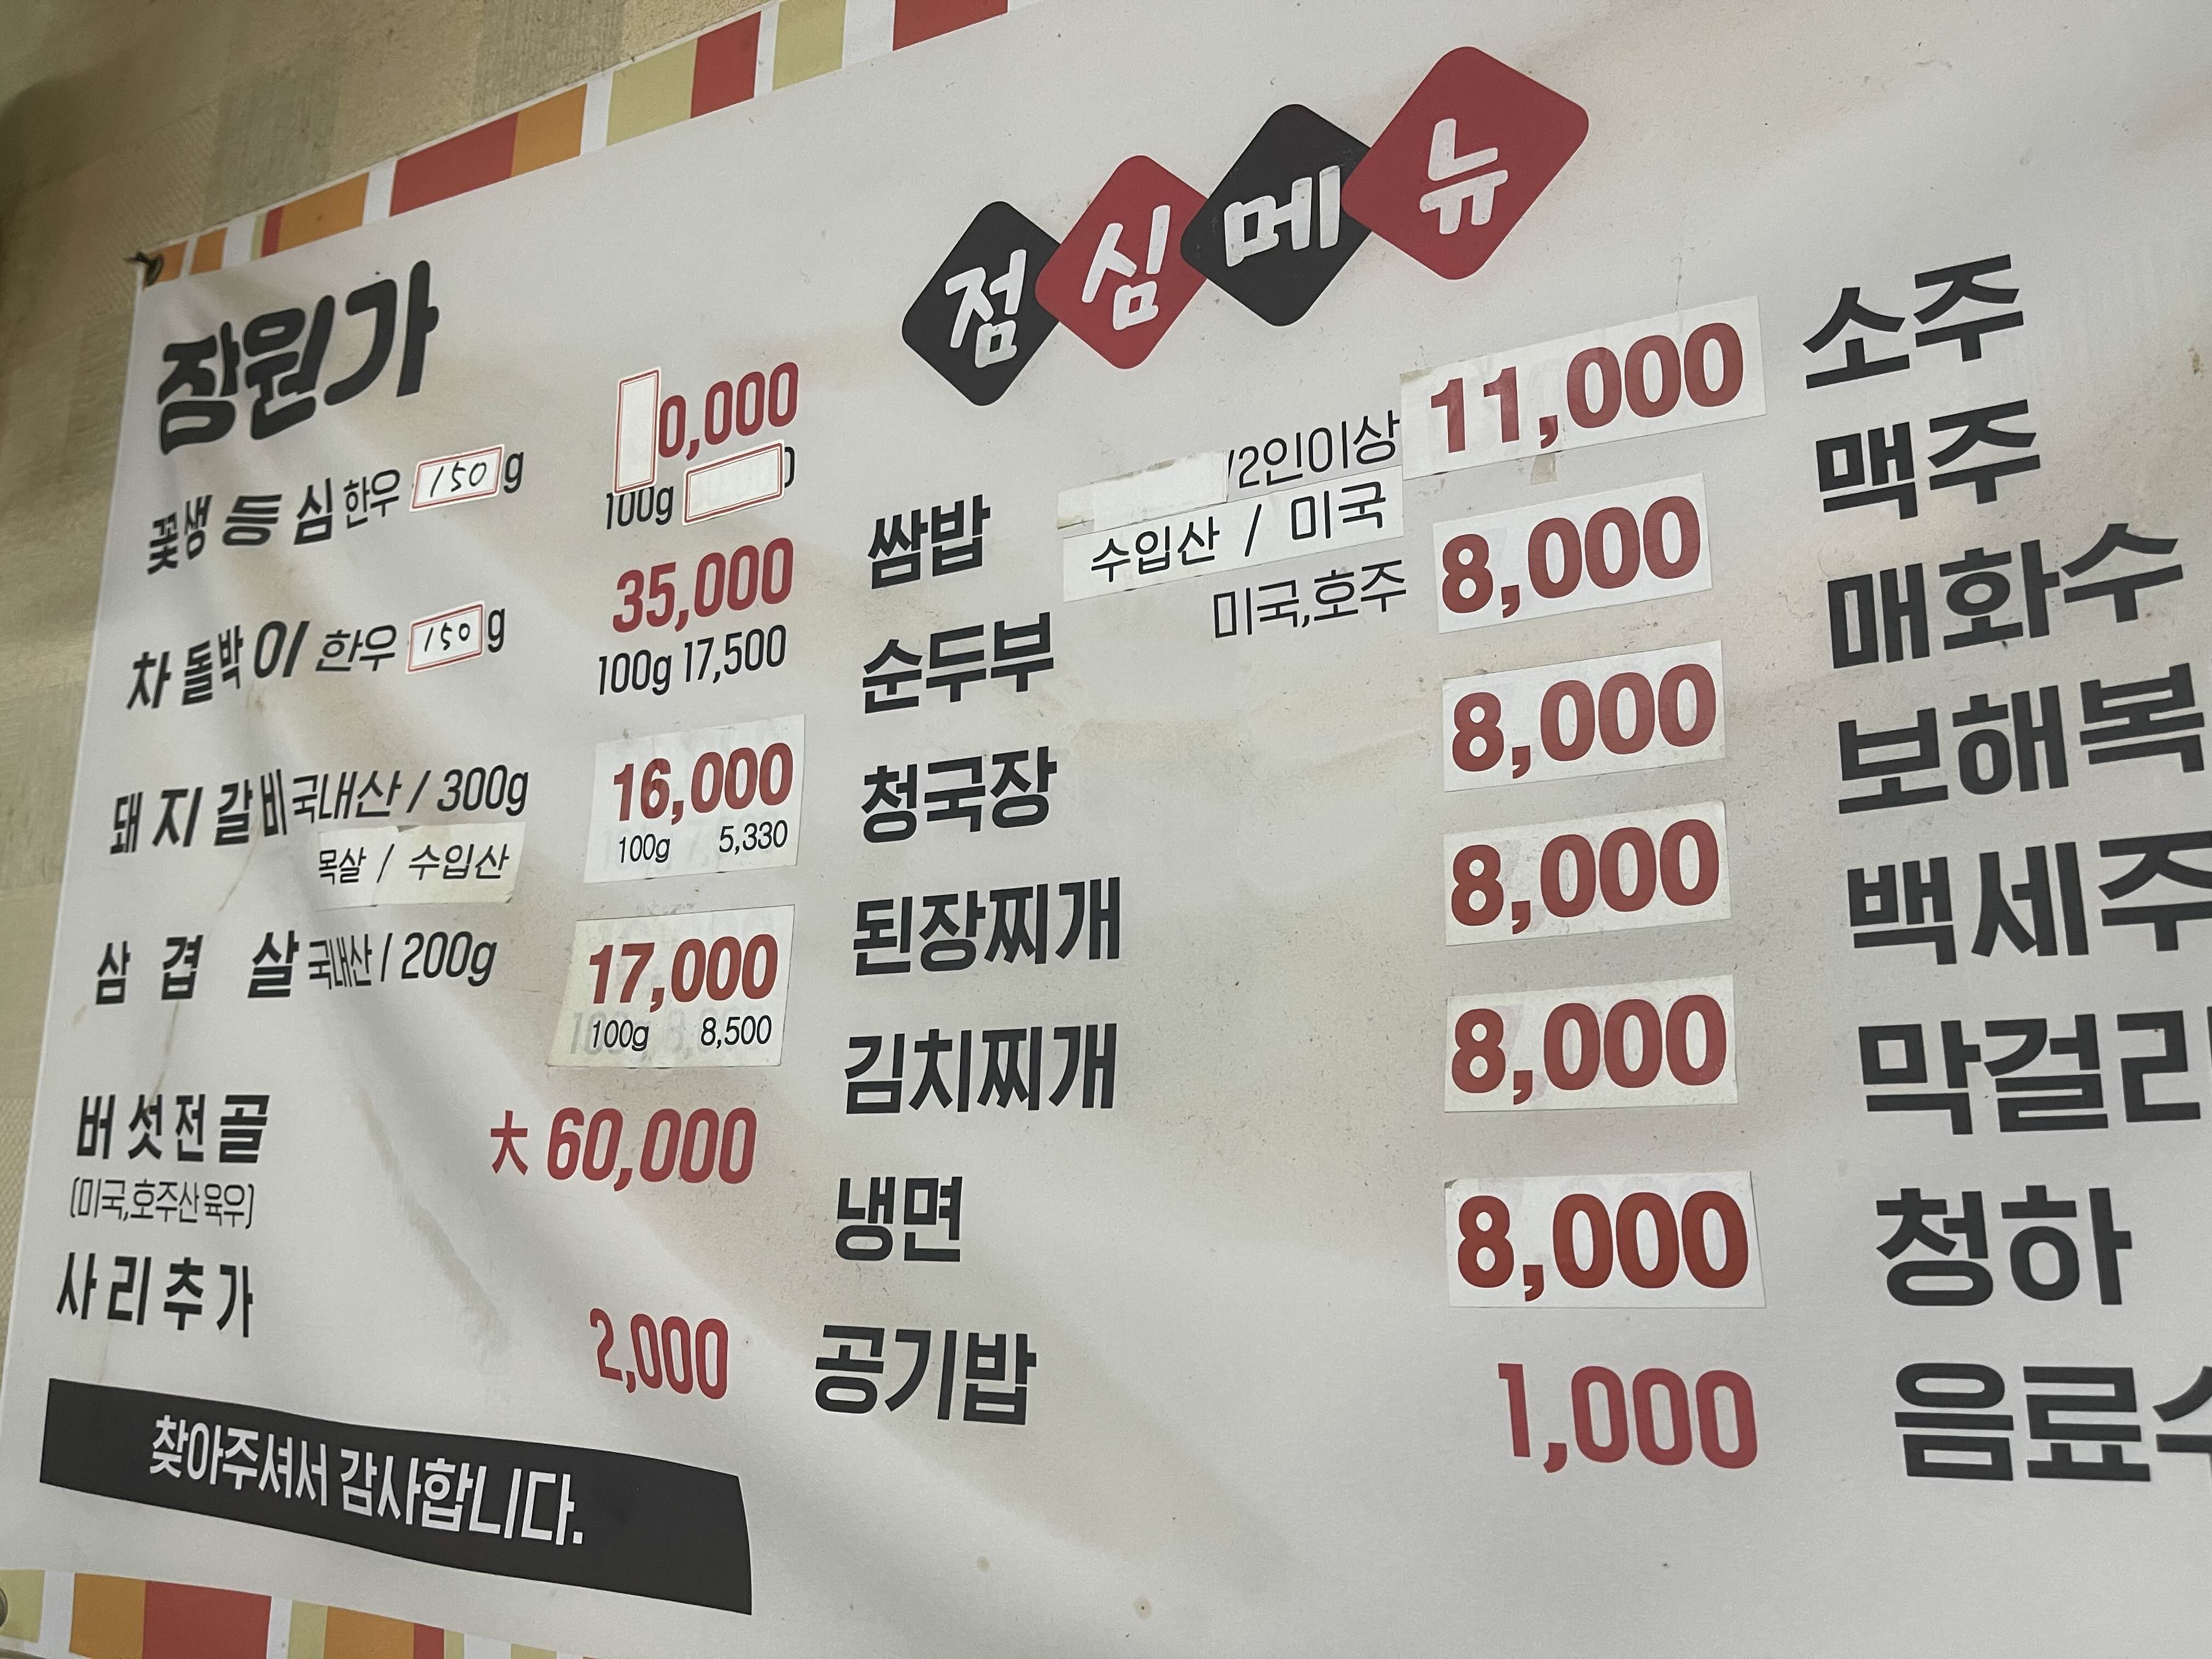 장원가
꽃생등심 한우 150 g
0,000
100g
차돌박이 한우 150 g
35,000
100g 17,500
돼지갈비 국내산 / 300g
목살 / 수입산
16,000
100g 5,330
삼겹살 국내산 / 200g
17,000
100g 8,500
버섯전골
(미국,호주산 육우)
大 60,000
사리추가
2,000
찾아주셔서 감사합니다.
점심메뉴
쌈밥
/2인이상
수입산 / 미국
미국,호주
11,000
순두부
8,000
청국장
8,000
된장찌개
8,000
김치찌개
8,000
냉면
8,000
공기밥
1,000
소주
맥주
매화수
보해복
백세주
막걸리
청하
음료수